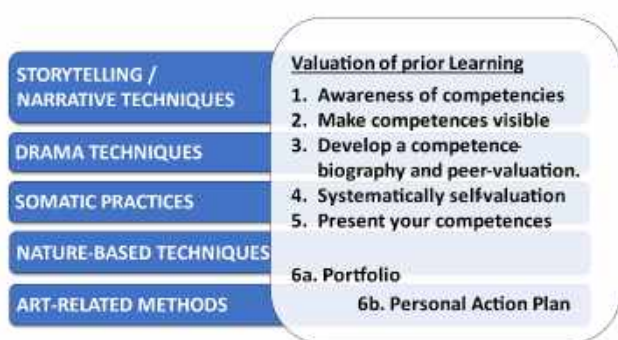 STORYTELLING /
NARRATIVE TECHNIQUES
DRAMA TECHNIQUES
SOMATIC PRACTICES
NATURE-BASED TECHNIQUES
ART-RELATED METHODS
Valuation of prior Learning
1. Awareness of competencies
2. Make competences visible
3. Develop a competence-
biography and peer-valuation.
4. Systematically selfvaluation
5. Present your competences
6a. Portfolio
6b. Personal Action Plan